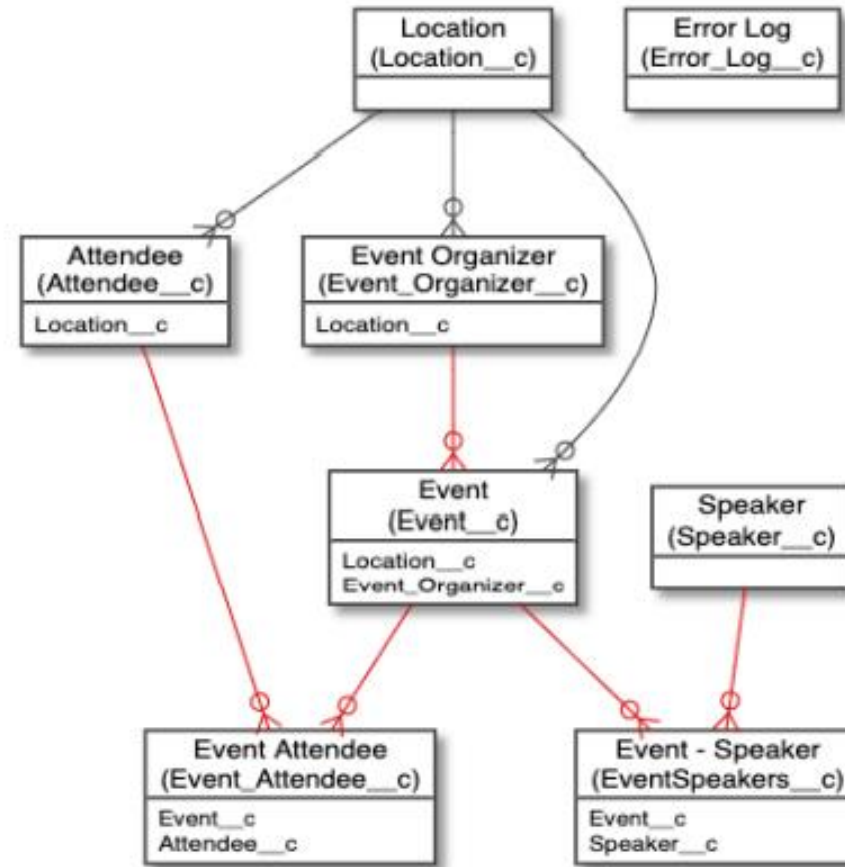 Location
(Location__c)
Error Log
(Error_Log__c)
Attendee
(Attendee__c)
Location__c
Event Organizer
(Event_Organizer__c)
Location__c
Event
(Event__c)
Location__c
Event_Organizer__c
Speaker
(Speaker__c)
Event Attendee
(Event_Attendee__c)
Event__c
Attendee__c
Event - Speaker
(EventSpeakers__c)
Event__c
Speaker__c